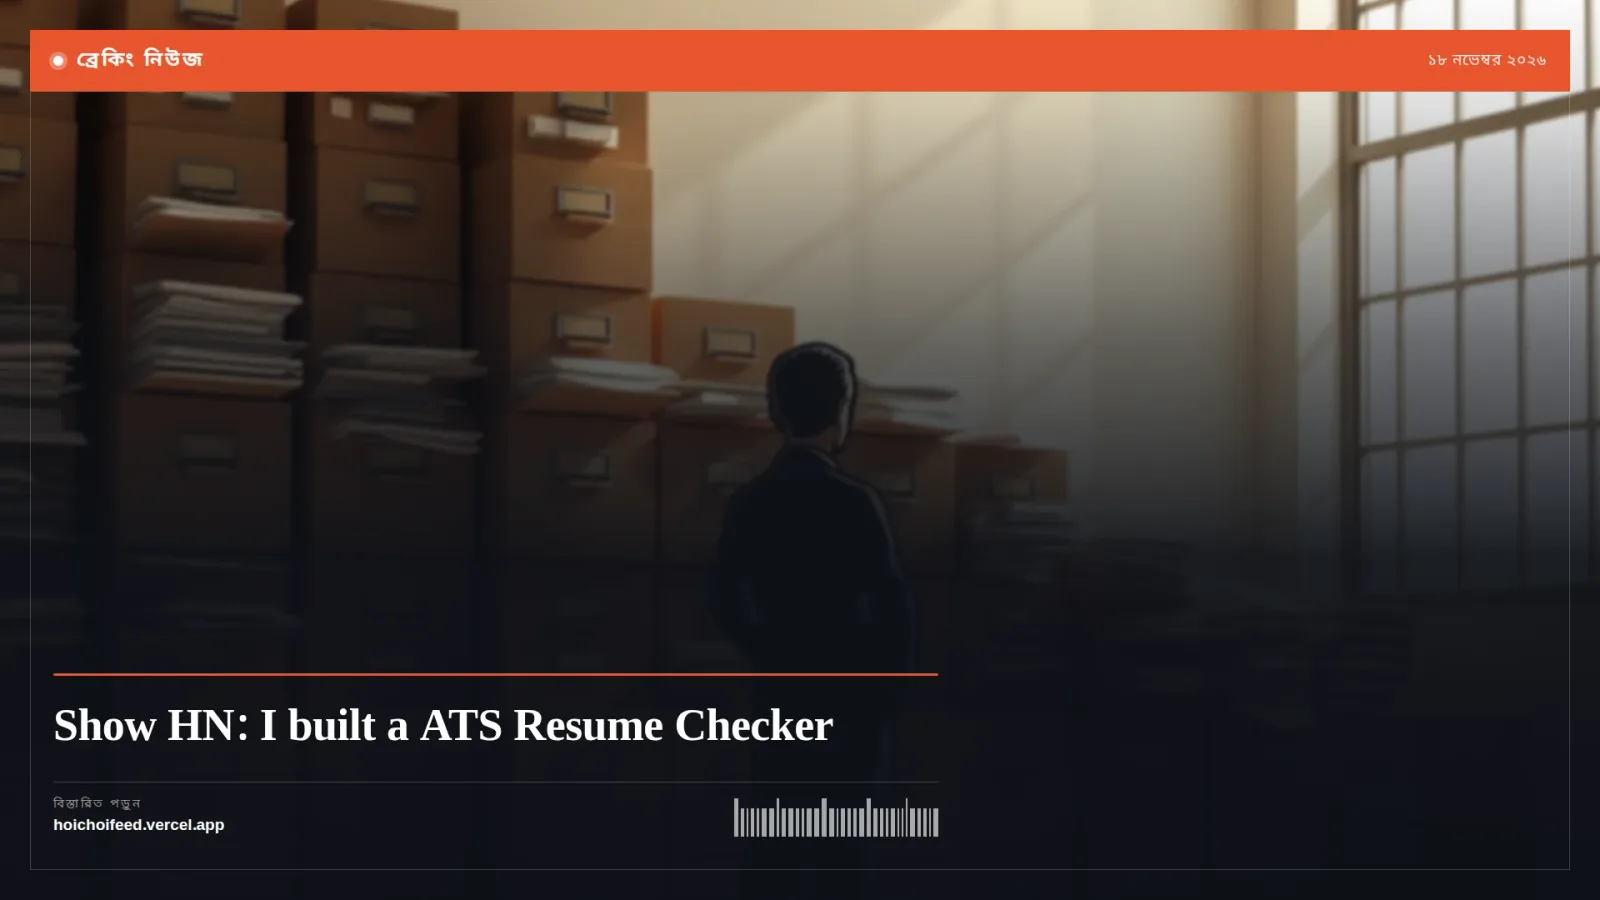 ব্রেকিং নিউজ
১৮ নভেম্বর ২০২৬
Show HN: I built a ATS Resume Checker
বিস্তারিত পড়ুন
hoichoifeed.vercel.app